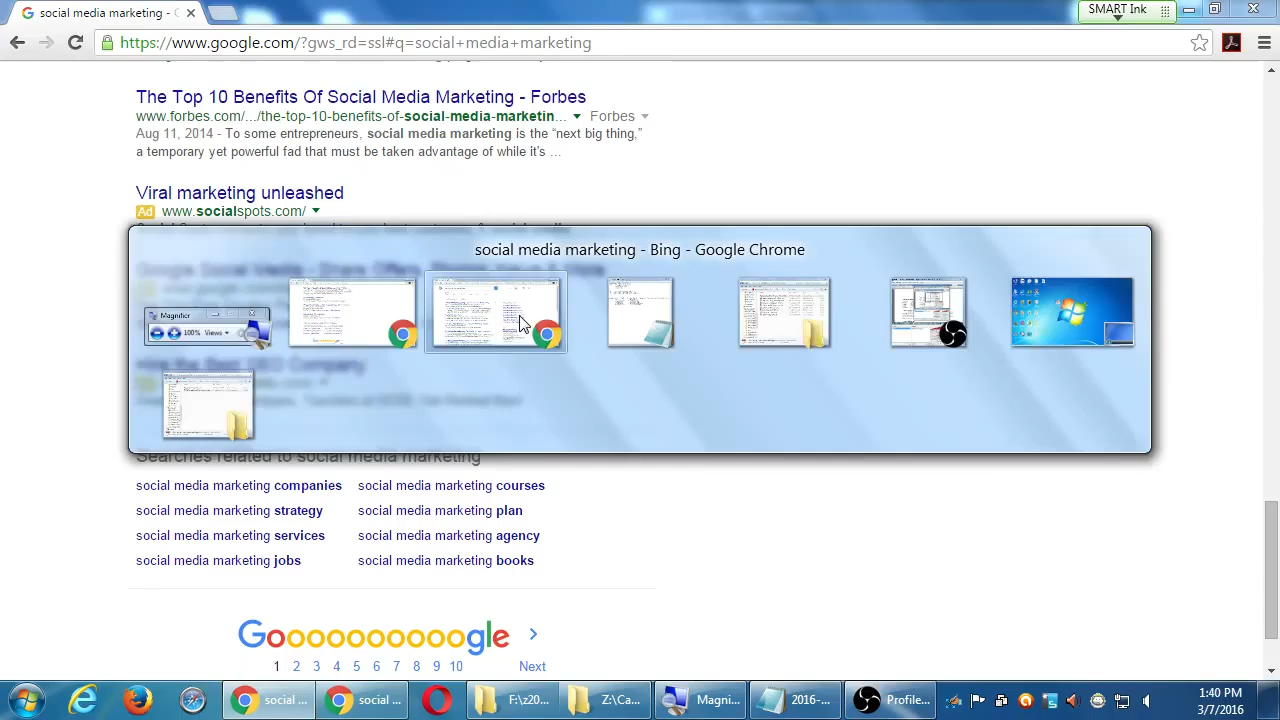 social media marketing - G
SMART Ink
https://www.google.com/?gws_rd=ssl#q=social+media+marketing
The Top 10 Benefits Of Social Media Marketing - Forbes
www.forbes.com/.../the-top-10-benefits-of-social-media-marketin... Forbes
Aug 11, 2014 - To some entrepreneurs, social media marketing is the “next big thing,”
a temporary yet powerful fad that must be taken advantage of while it's ...
Viral marketing unleashed
Ad www.socialspots.com/
social media marketing - Bing - Google Chrome
Magnifier
100% Views
Searches related to social media marketing
social media marketing companies social media marketing courses
social media marketing strategy social media marketing plan
social media marketing services social media marketing agency
social media marketing jobs social media marketing books
Goooooooooogle
1 2 3 4 5 6 7 8 9 10 Next
social ... social ... F:\z20... Z:\Ca... Magni... 2016-... Profile...
1:40 PM
3/7/2016